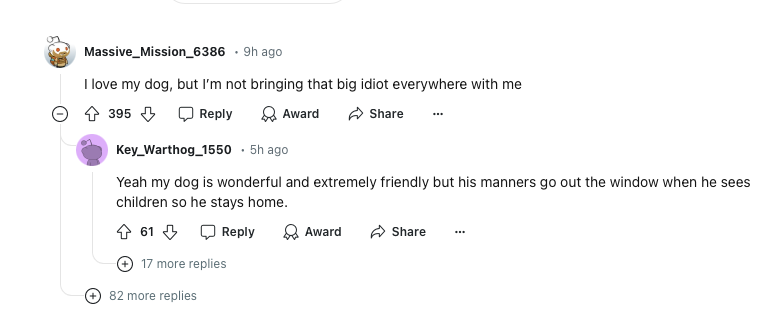 Massive_Mission_6386 • 9h ago
I love my dog, but I’m not bringing that big idiot everywhere with me
395 Reply Award Share ...
Key_Warthog_1550 • 5h ago
Yeah my dog is wonderful and extremely friendly but his manners go out the window when he sees
children so he stays home.
61 Reply Award Share ...
17 more replies
82 more replies